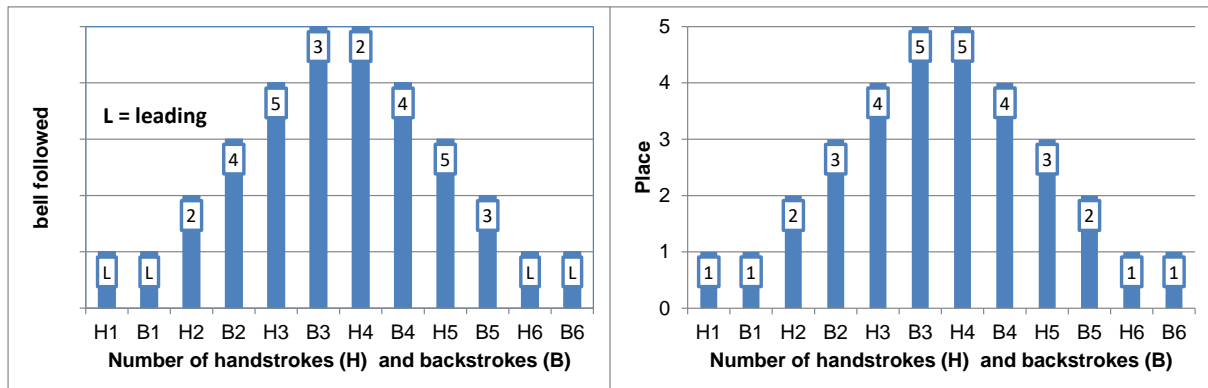 bell followed
L = leading
L L 2 4 5 3 2 4 5 3 L L
H1 B1 H2 B2 H3 B3 H4 B4 H5 B5 H6 B6
Number of handstrokes (H) and backstrokes (B)
Place
5
4
3
2
1
0
1 1 2 3 4 5 5 4 3 2 1 1
H1 B1 H2 B2 H3 B3 H4 B4 H5 B5 H6 B6
Number of handstrokes (H) and backstrokes (B)